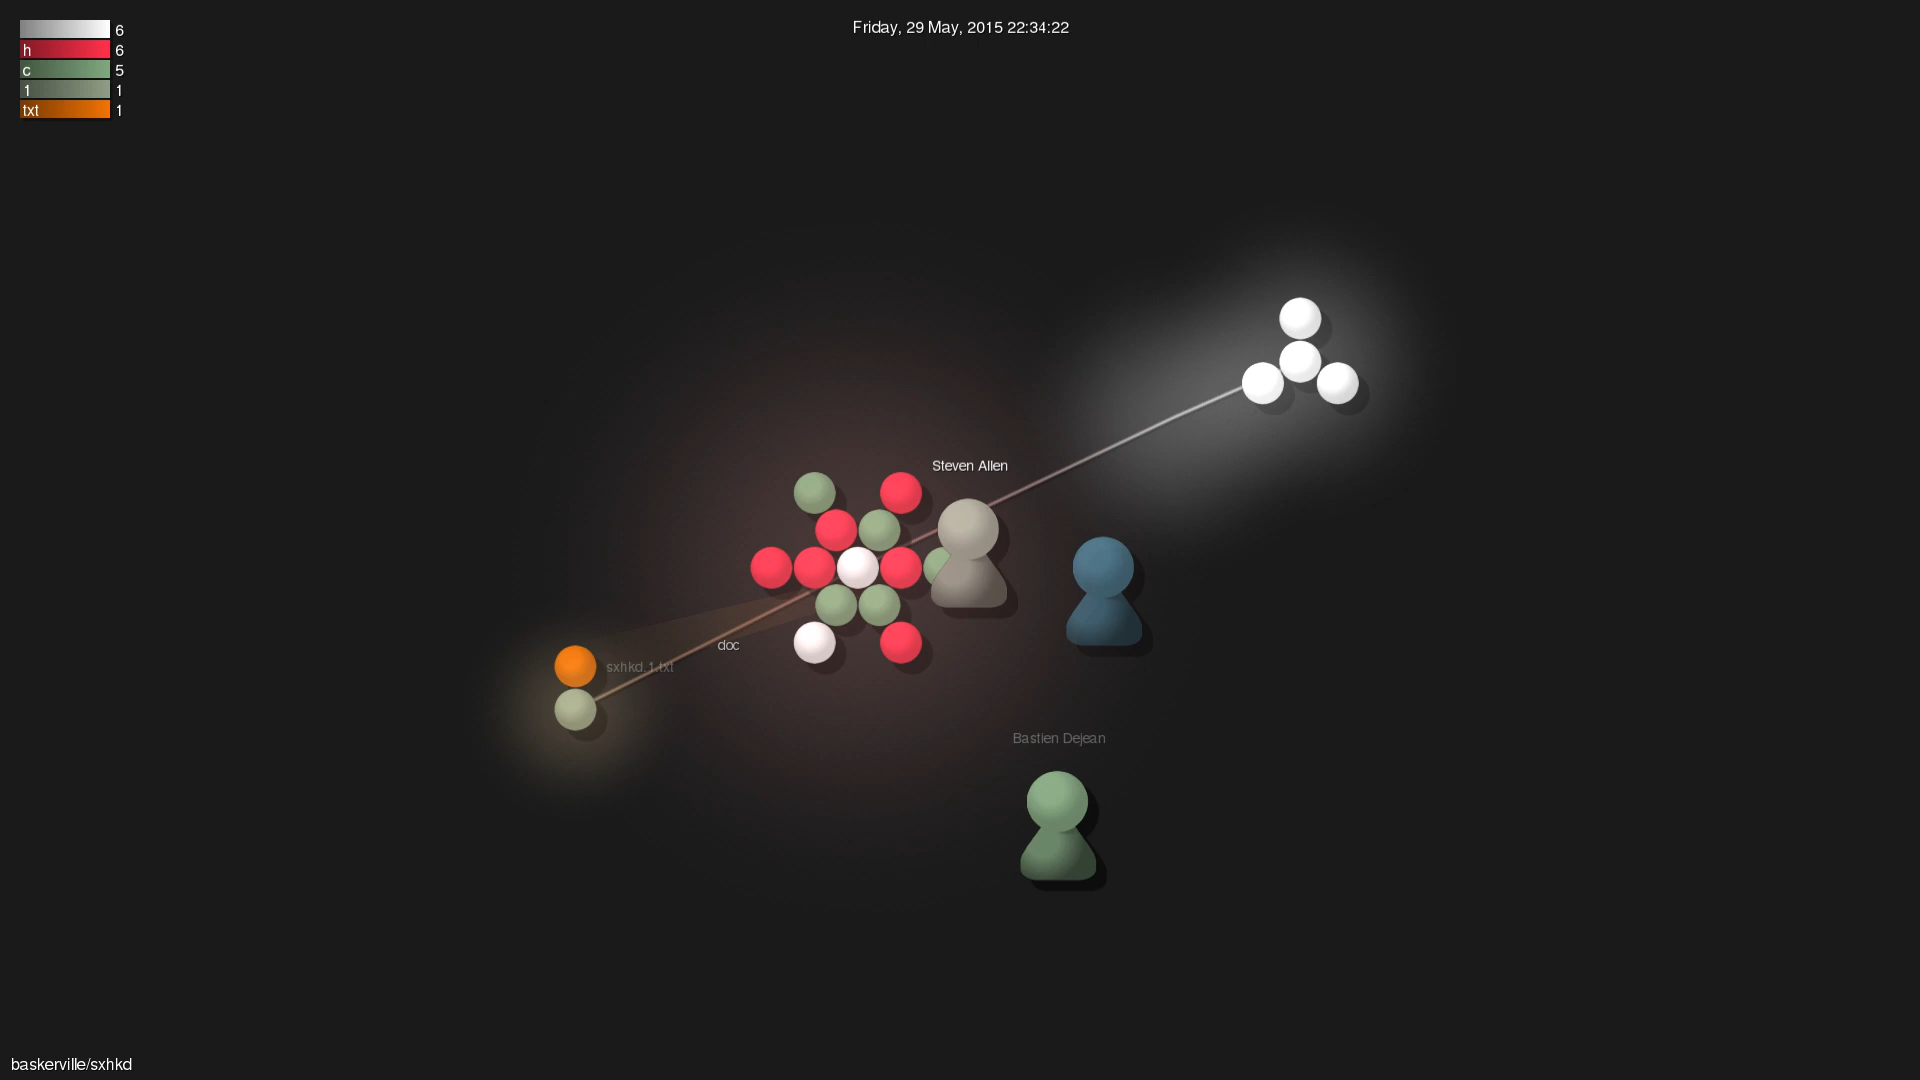 Friday, 29 May, 2015 22:34:22
6
h 6
c 5
1 1
txt 1
Steven Allen
doc
sxhkd.1.txt
Bastien Dejean
baskerville/sxhkd